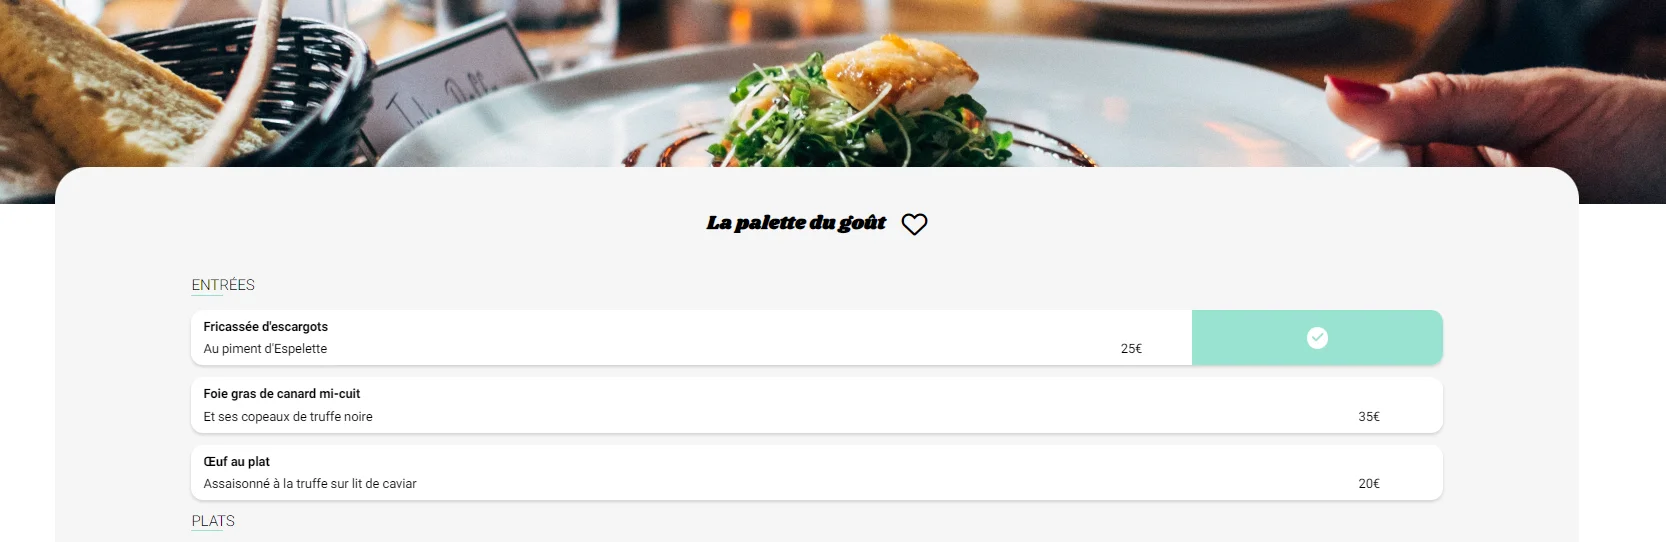 La palette du goût
ENTRÉES
Fricassée d'escargots
Au piment d'Espelette
25€
Foie gras de canard mi-cuit
Et ses copeaux de truffe noire
35€
Œuf au plat
Assaisonné à la truffe sur lit de caviar
20€
PLATS